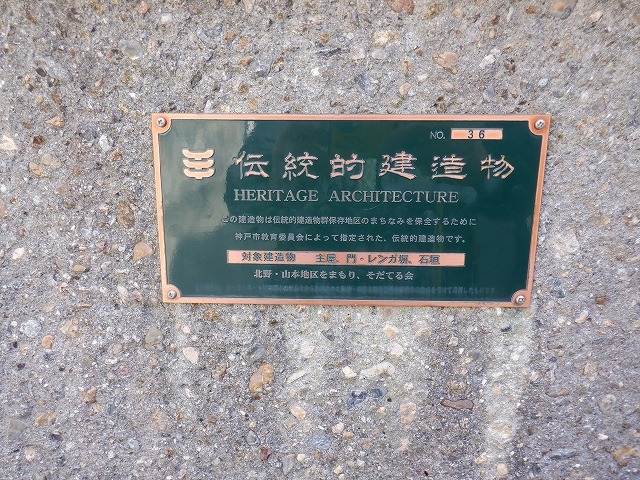 NO. 36
伝統的建造物
HERITAGE ARCHITECTURE
この建造物は伝統的建造物群保存地区のまちなみを保全するために
神戸市教育委員会によって指定された、伝統的建造物です。
対象建造物 主屋、門・レンガ塀、石垣
北野・山本地区をまもり、そだてる会